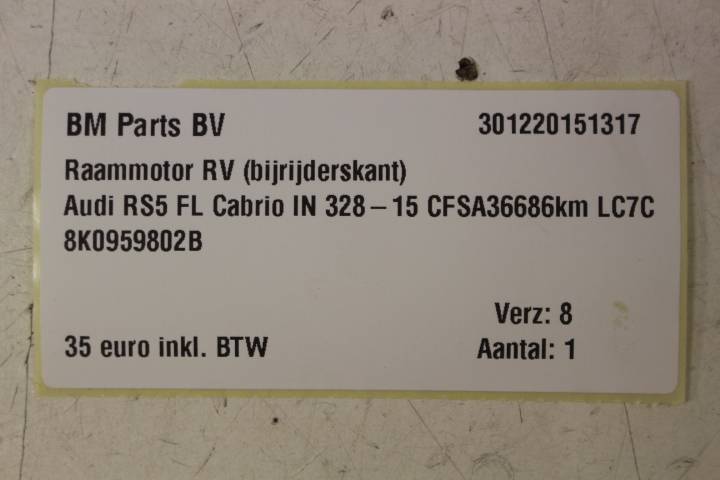 BM Parts BV 301220151317
Raammotor RV (bijrijderskant)
Audi RS5 FL Cabrio IN 328 – 15 CFSA36686km LC7C
8K0959802B
Verz: 8
35 euro inkl. BTW Aantal: 1